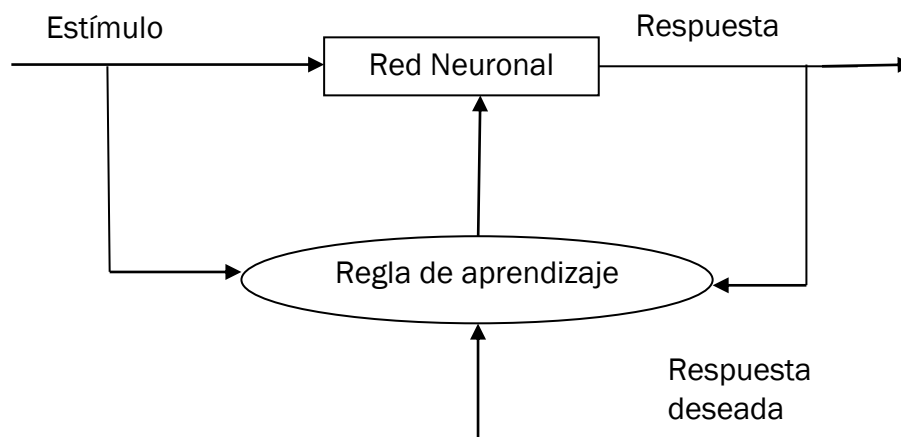 Estímulo
Respuesta
Red Neuronal
Regla de aprendizaje
Respuesta
deseada